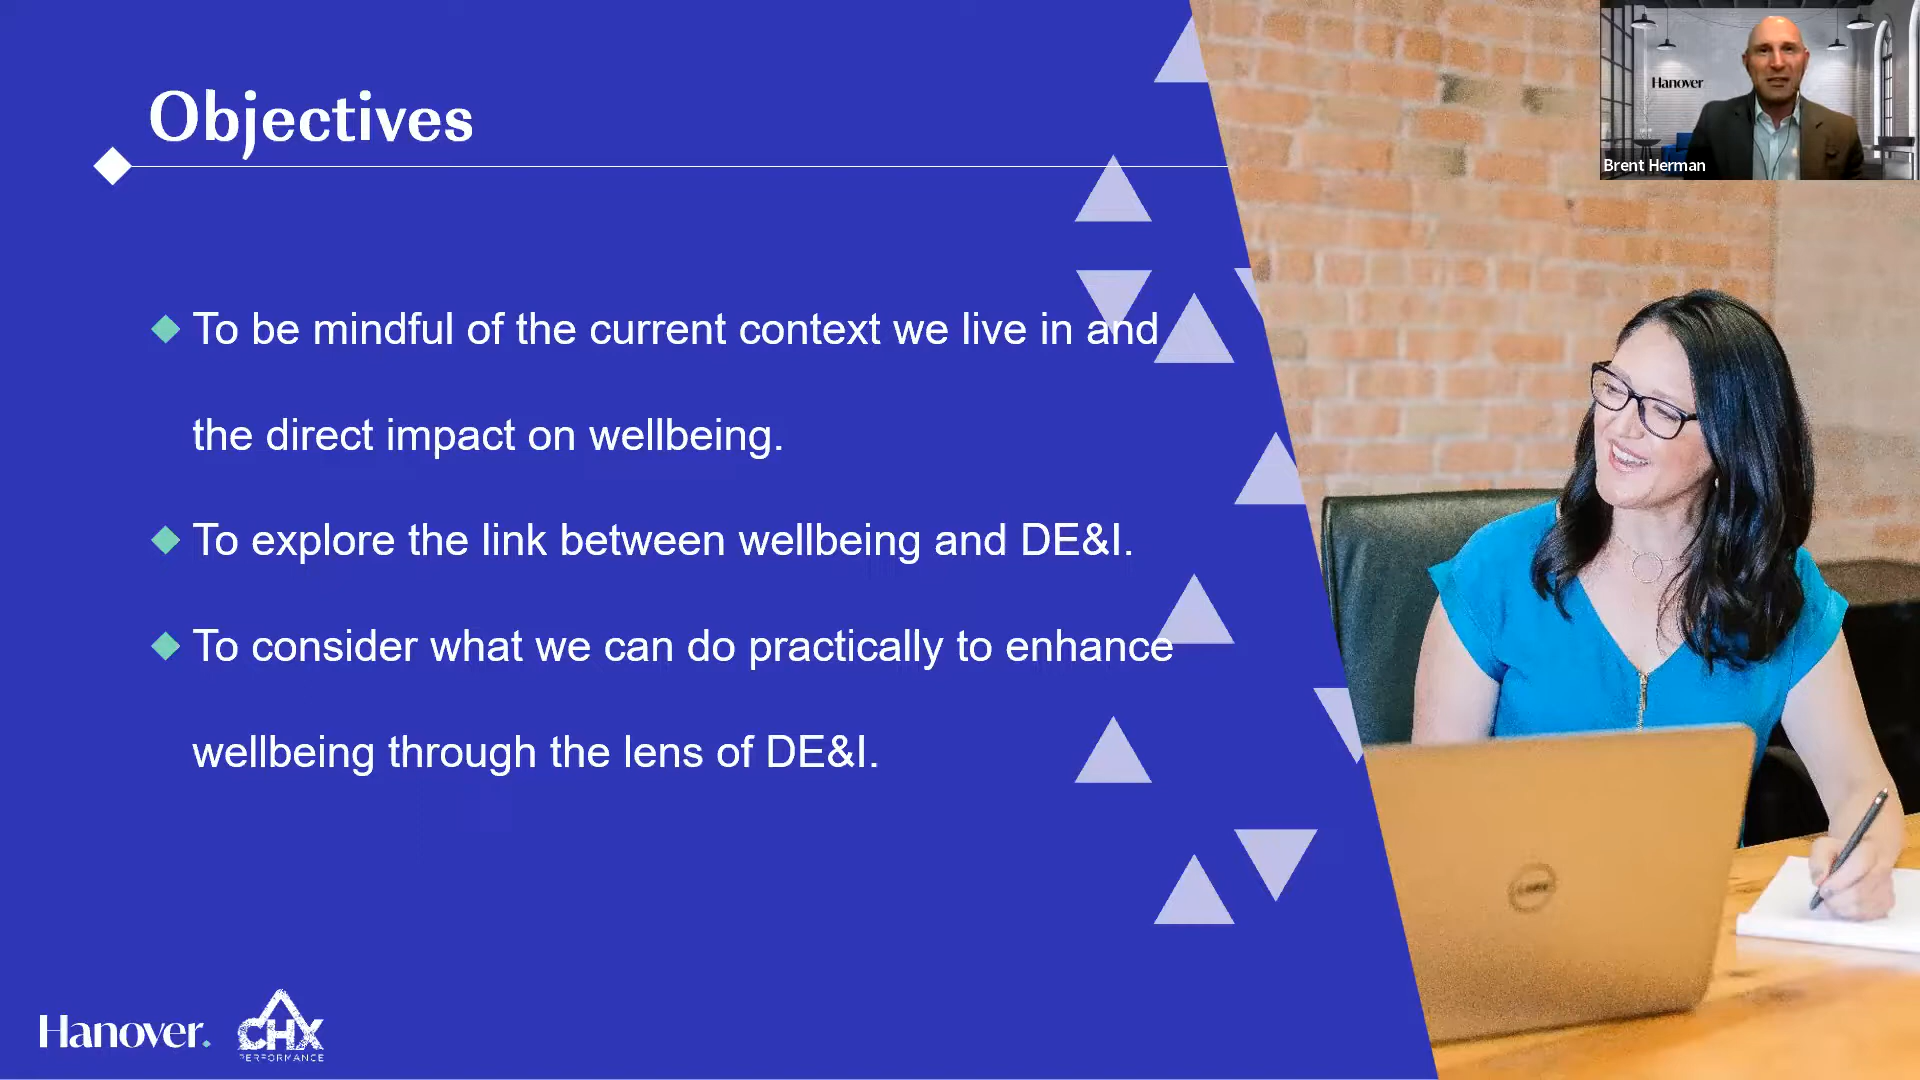 Objectives
To be mindful of the current context we live in and
the direct impact on wellbeing.
To explore the link between wellbeing and DE&I.
To consider what we can do practically to enhance
wellbeing through the lens of DE&I.
Hanover
Brent Herman
DELL
Hanover.
CHX
PERFORMANCE